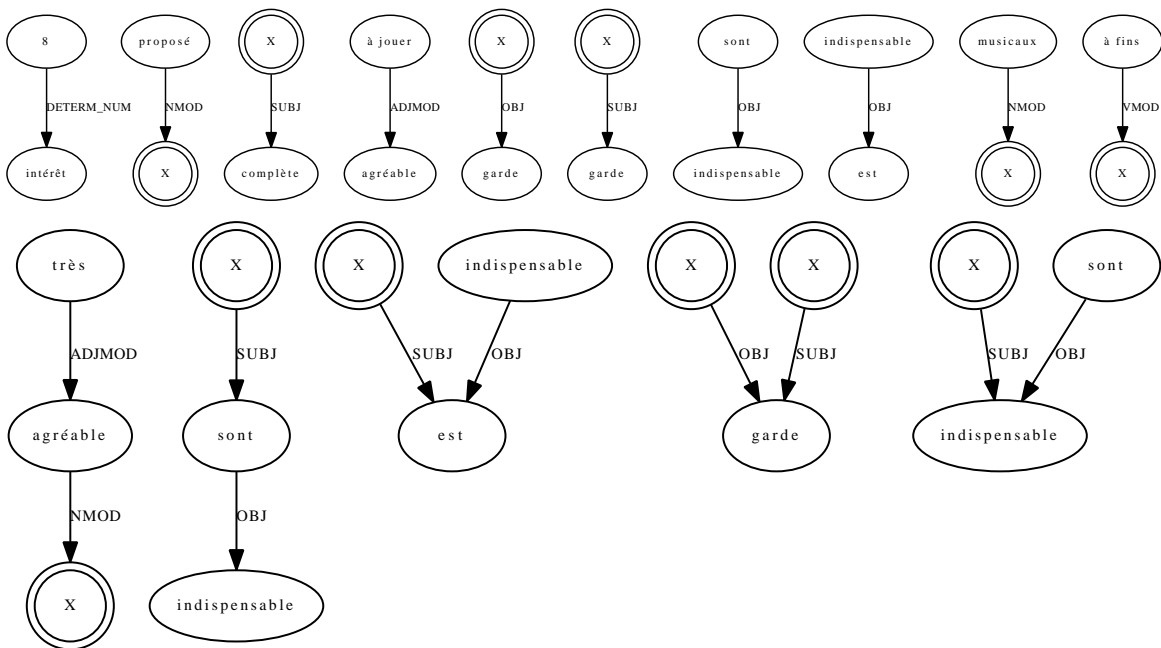 8 proposé X à jouer X X sont indispensable musicaux à fins
DETERM_NUM NMOD SUBJ ADJMOD OBJ SUBJ OBJ OBJ NMOD VMOD
intérêt X complète agréable garde garde indispensable est X X
très X X indispensable X X X sont
ADJMOD SUBJ SUBJ OBJ OBJ SUBJ SUBJ OBJ
agréable sont est garde indispensable
NMOD OBJ
X indispensable